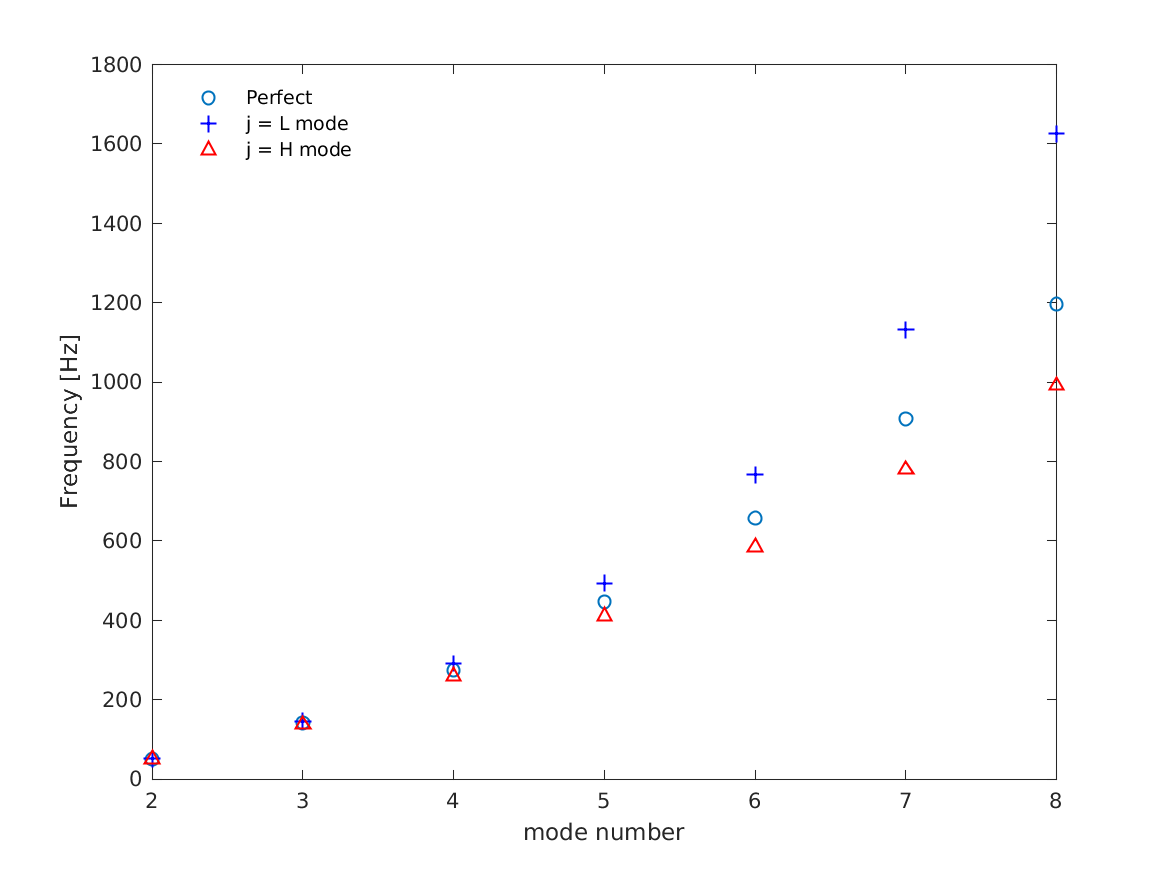 1800
1600
1400
1200
1000
800
600
400
200
0
Frequency [Hz]
Perfect
j = L mode
j = H mode
2 3 4 5 6 7 8
mode number